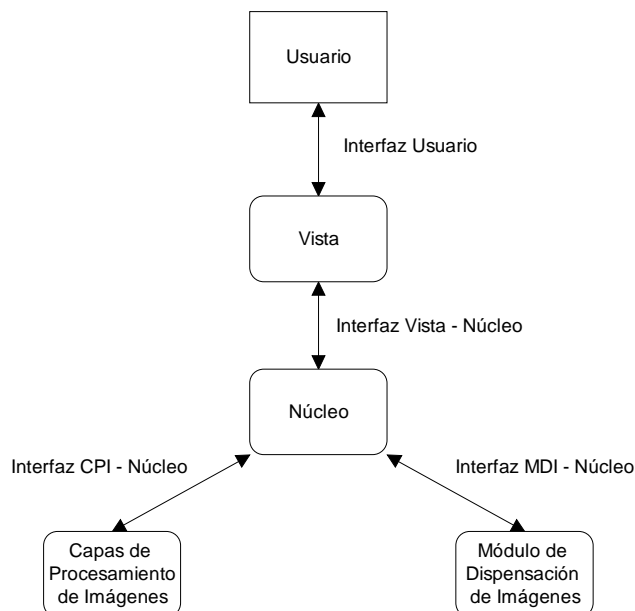 Usuario
Interfaz Usuario
Vista
Interfaz Vista - Núcleo
Núcleo
Interfaz CPI - Núcleo
Interfaz MDI - Núcleo
Capas de
Procesamiento
de Imágenes
Módulo de
Dispensación
de Imágenes